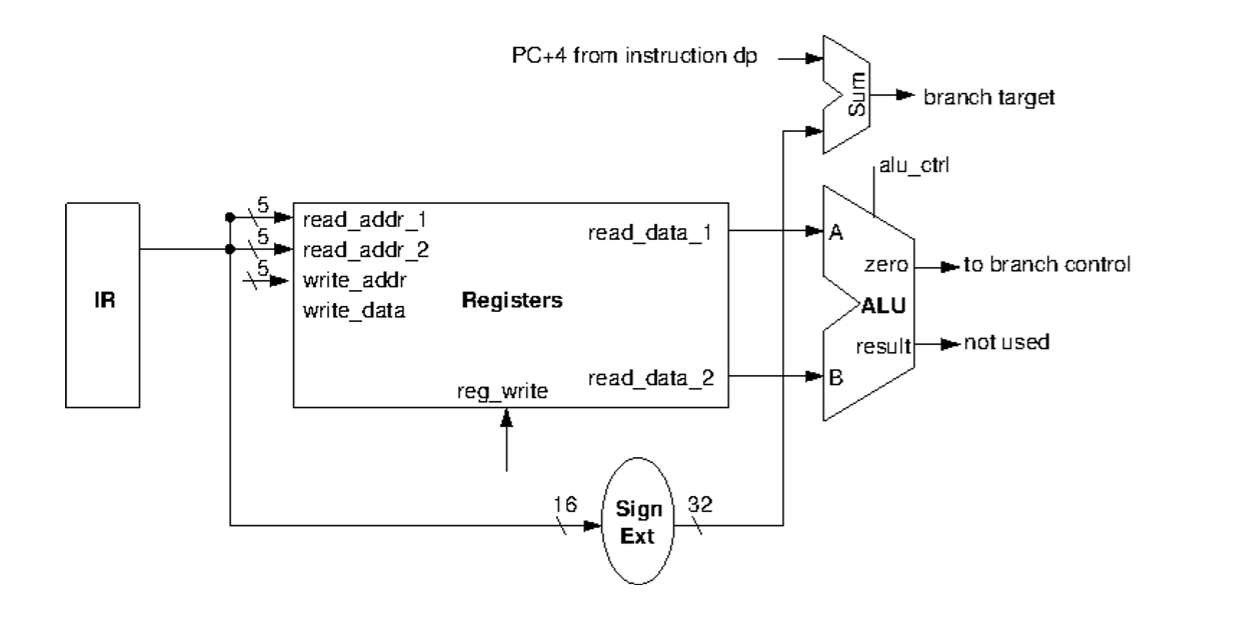 PC+4 from instruction dp
Sum
branch target
alu_ctrl
5
read_addr_1
read_data_1
A
5
read_addr_2
zero
to branch control
5
write_addr
IR
Registers
ALU
write_data
result
not used
read_data_2
B
reg_write
16
Sign
Ext
32